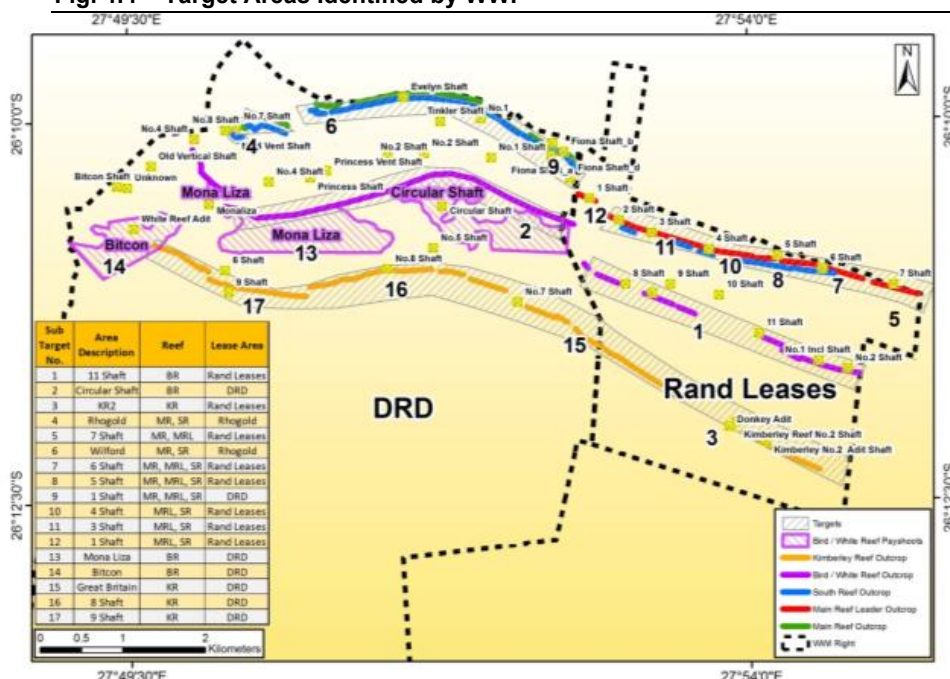 Fig. 4.4 Target Areas Identified by WWI
27°49'30"E
27°54'0"E
N
26°10'0"S
26°10'0"S
Evelyn Shaft
No.8 Shaft
No.7 Shaft
6
Tinkler Shaft
No.1
No.4 Shaft
4
Vent Shaft
No.2 Shaft
No.2 Shaft
No.1 Shaft
Fiona Shaft_b
9
Old Vertical Shaft
Princess Vent Shaft
Fiona Shaft_d
Bitcon Shaft
Unknown
No.4 Shaft
Princess Shaft
Mona Liza
Circular Shaft
1 Shaft
Monaliza
Circular Shaft
12
2 Shaft
White Reef Adit
3 Shaft
Bitcon
Mona Liza
2
11
4 Shaft
14
13
No.5 Shaft
10
5 Shaft
8
6 Shaft
7
6 Shaft
No.8 Shaft
8 Shaft
9 Shaft
7 Shaft
9 Shaft
17
16
10 Shaft
5
No.7 Shaft
1
11 Shaft
15
No.1 Incl Shaft
No.2 Shaft
Rand Leases
DRD
Donkey Adit
3
Kimberley Reef No.2 Shaft
Kimberley No.2 Adit Shaft
Sub Target No. Area Description Reef Lease Area
1 11 Shaft BR Rand Leases
2 Circular Shaft BR DRD
3 KR2 KR Rand Leases
4 Rhogold MR, SR Rhogold
5 7 Shaft MR, MRL Rand Leases
6 Wilford MR, SR Rhogold
7 6 Shaft MR, MRL, SR Rand Leases
8 5 Shaft MR, MRL, SR Rand Leases
9 1 Shaft MR, MRL, SR DRD
10 4 Shaft MRL, SR Rand Leases
11 3 Shaft MRL, SR Rand Leases
12 1 Shaft MRL, SR Rand Leases
13 Mona Liza BR DRD
14 Bitcon BR DRD
15 Great Britain KR DRD
16 8 Shaft KR DRD
17 9 Shaft KR DRD
0 0.5 1 2
Kilometers
26°12'30"S
26°12'30"S
Targets
Bird / White Reef Payshoots
Kimberley Reef Outcrop
Bird / White Reef Outcrop
South Reef Outcrop
Main Reef Leader Outcrop
Main Reef Outcrop
WWI Right
27°49'30"E
27°54'0"E